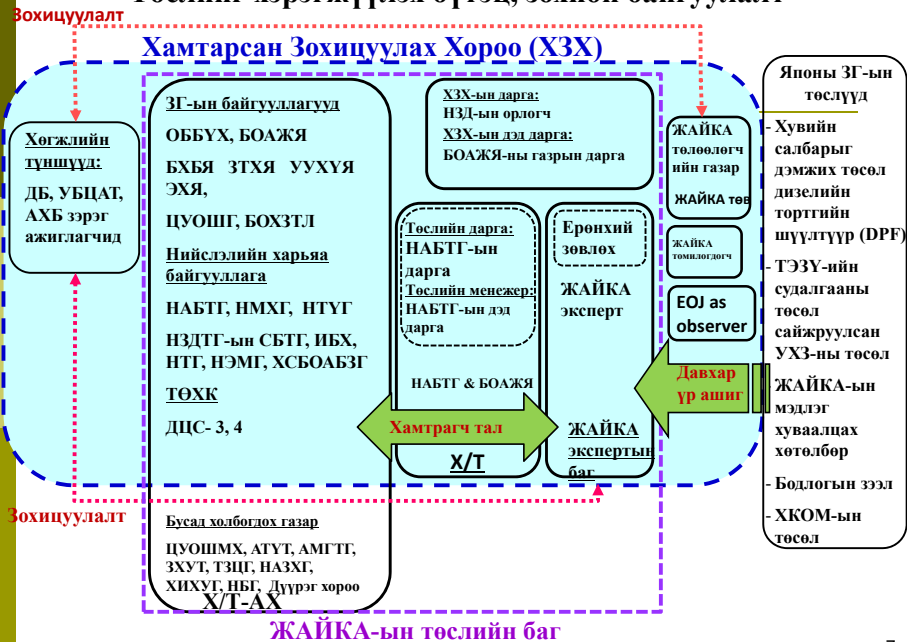 Төслийг хэрэгжүүлэх бүтэц, зохион байгуулалт
Зохицуулалт
Хамтарсан Зохицуулах Хороо (ХЗХ)
Хөгжлийн
түншүүд:
ДБ, УБЦАТ,
АХБ зэрэг
ажиглагчид
ЗГ-ын байгууллагууд
ОББҮХ, БОАЖЯ
БХБЯ ЗТХЯ УУХҮЯ
ЭХЯ,
ЦУОШГ, БОХЗТЛ
Нийслэлийн харьяа
байгууллага
НАБТГ, НМХГ, НТҮГ
НЗДТГ-ын СБТГ, ИБХ,
НТГ, НЭМГ, ХСБОАБЗГ
ТӨХК
ДЦС- 3, 4
Бусад холбогдох газар
ЦУОШМХ, АТҮТ, АМГТГ,
ЗХУТ, ТЗЦГ, НАЗХГ,
ХИХУГ, НБГ, Дүүрэг хороо
Х/Т-АХ
ХЗХ-ын дарга:
НЗД-ын орлогч
ХЗХ-ын дэд дарга:
БОАЖЯ-ны газрын дарга
Төслийн дарга:
НАБТГ-ын
дарга
Төслийн менежер:
НАБТГ-ын дэд
дарга
НАБТГ & БОАЖЯ
Хамтрагч тал
Х/Т
Ерөнхий
зөвлөх
ЖАЙКА
эксперт
ЖАЙКА
экспертын
баг
ЖАЙКА
төлөөлөгч
ийн газар
ЖАЙКА төв
ЖАЙКА
томилогдогч
EOJ as
observer
Давхар
үр ашиг
Японы ЗГ-ын
төслүүд
- Хувийн
салбарыг
дэмжих төсөл
дизелийн
тортгийн
шүүлтүүр (DPF)
- ТЭЗҮ-ийн
судалгааны
төсөл
сайжруулсан
УХЗ-ны төсөл
- ЖАЙКА-ын
мэдлэг
хуваалцах
хөтөлбөр
- Бодлогын зээл
- ХКОМ-ын
төсөл
Зохицуулалт
ЖАЙКА-ын төслийн баг